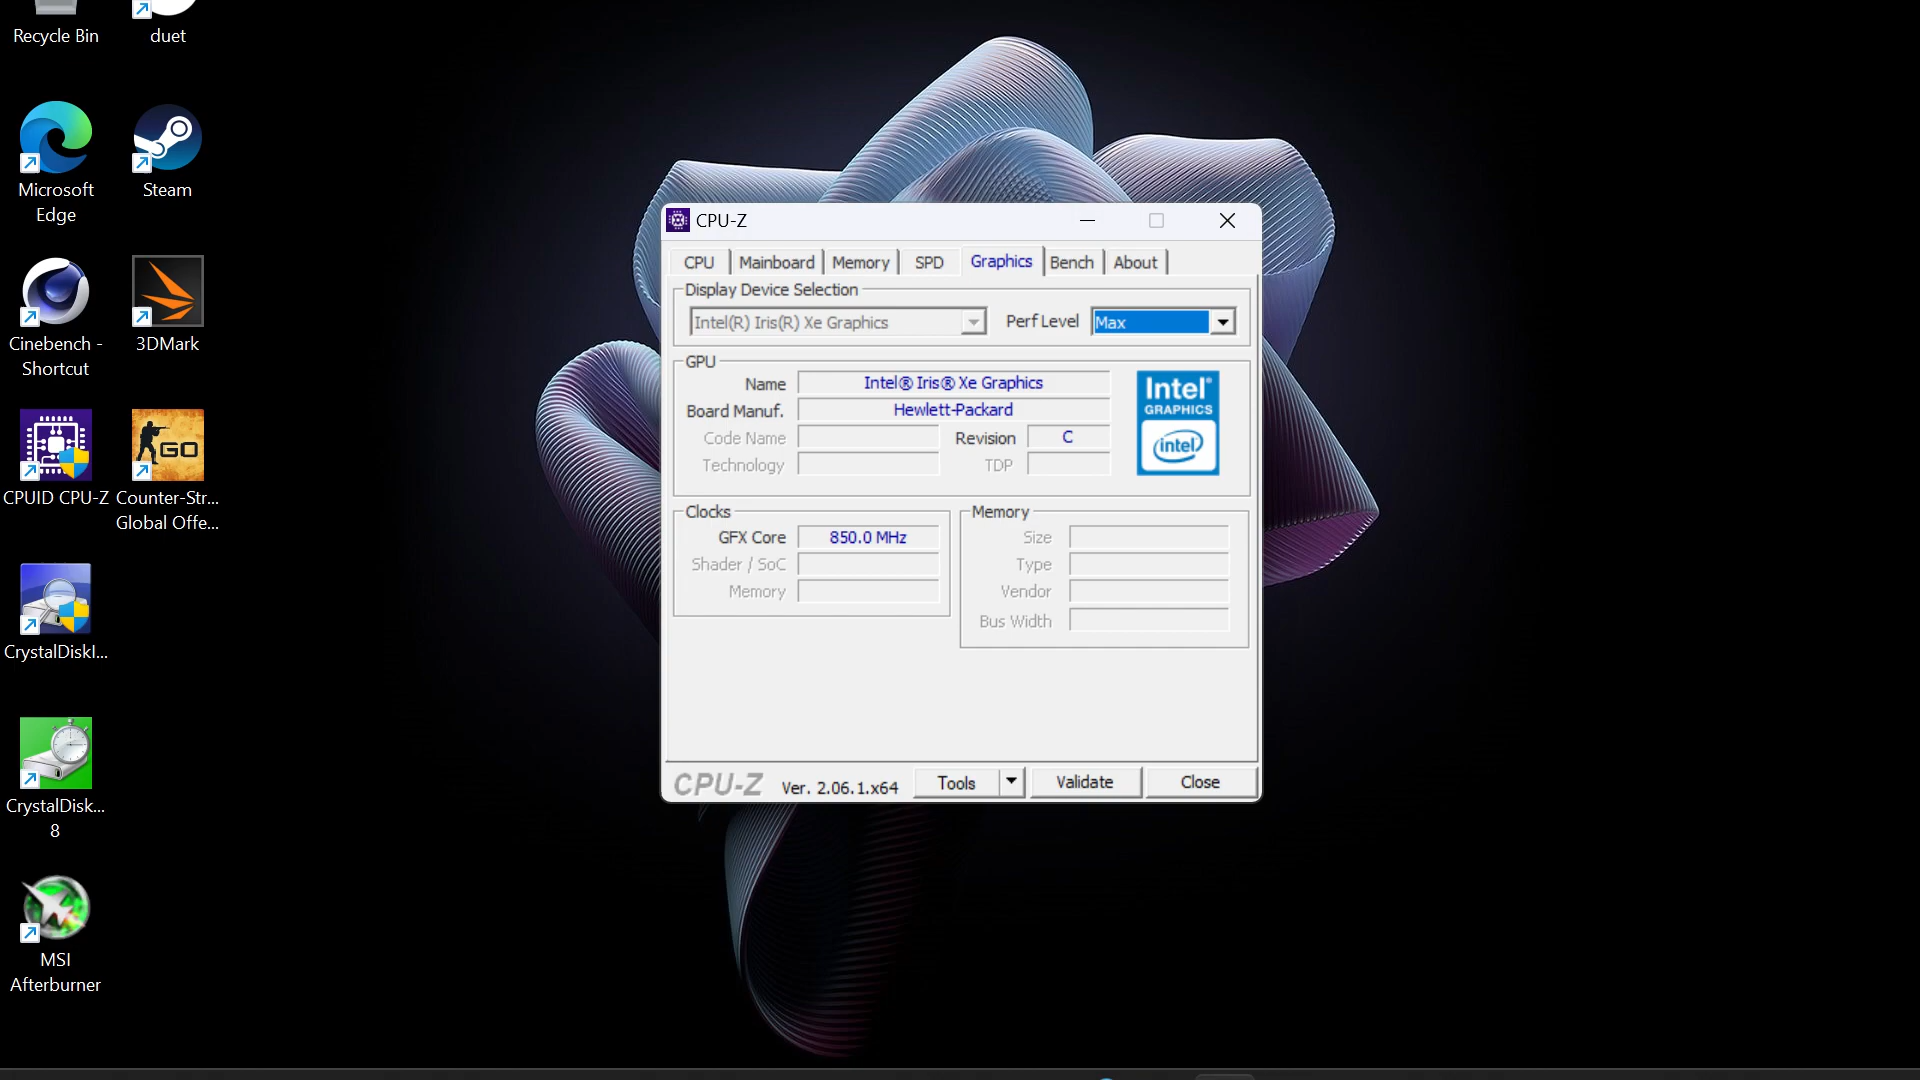 Recycle Bin
duet
Microsoft
Edge
Steam
Cinebench -
Shortcut
3DMark
CPUID CPU-Z
GO
Counter-Str...
Global Offe...
CrystalDiskI...
CrystalDisk...
8
MSI
Afterburner
CPU-Z
CPU
Mainboard
Memory
SPD
Graphics
Bench
About
Display Device Selection
Intel(R) Iris(R) Xe Graphics
Perf Level
Max
GPU
Name
Intel® Iris® Xe Graphics
Board Manuf.
Hewlett-Packard
Code Name
Revision
C
Technology
TDP
Intel®
GRAPHICS
intel
Clocks
GFX Core
850.0 MHz
Shader / SoC
Memory
Memory
Size
Type
Vendor
Bus Width
CPU-Z
Ver. 2.06.1.x64
Tools
Validate
Close